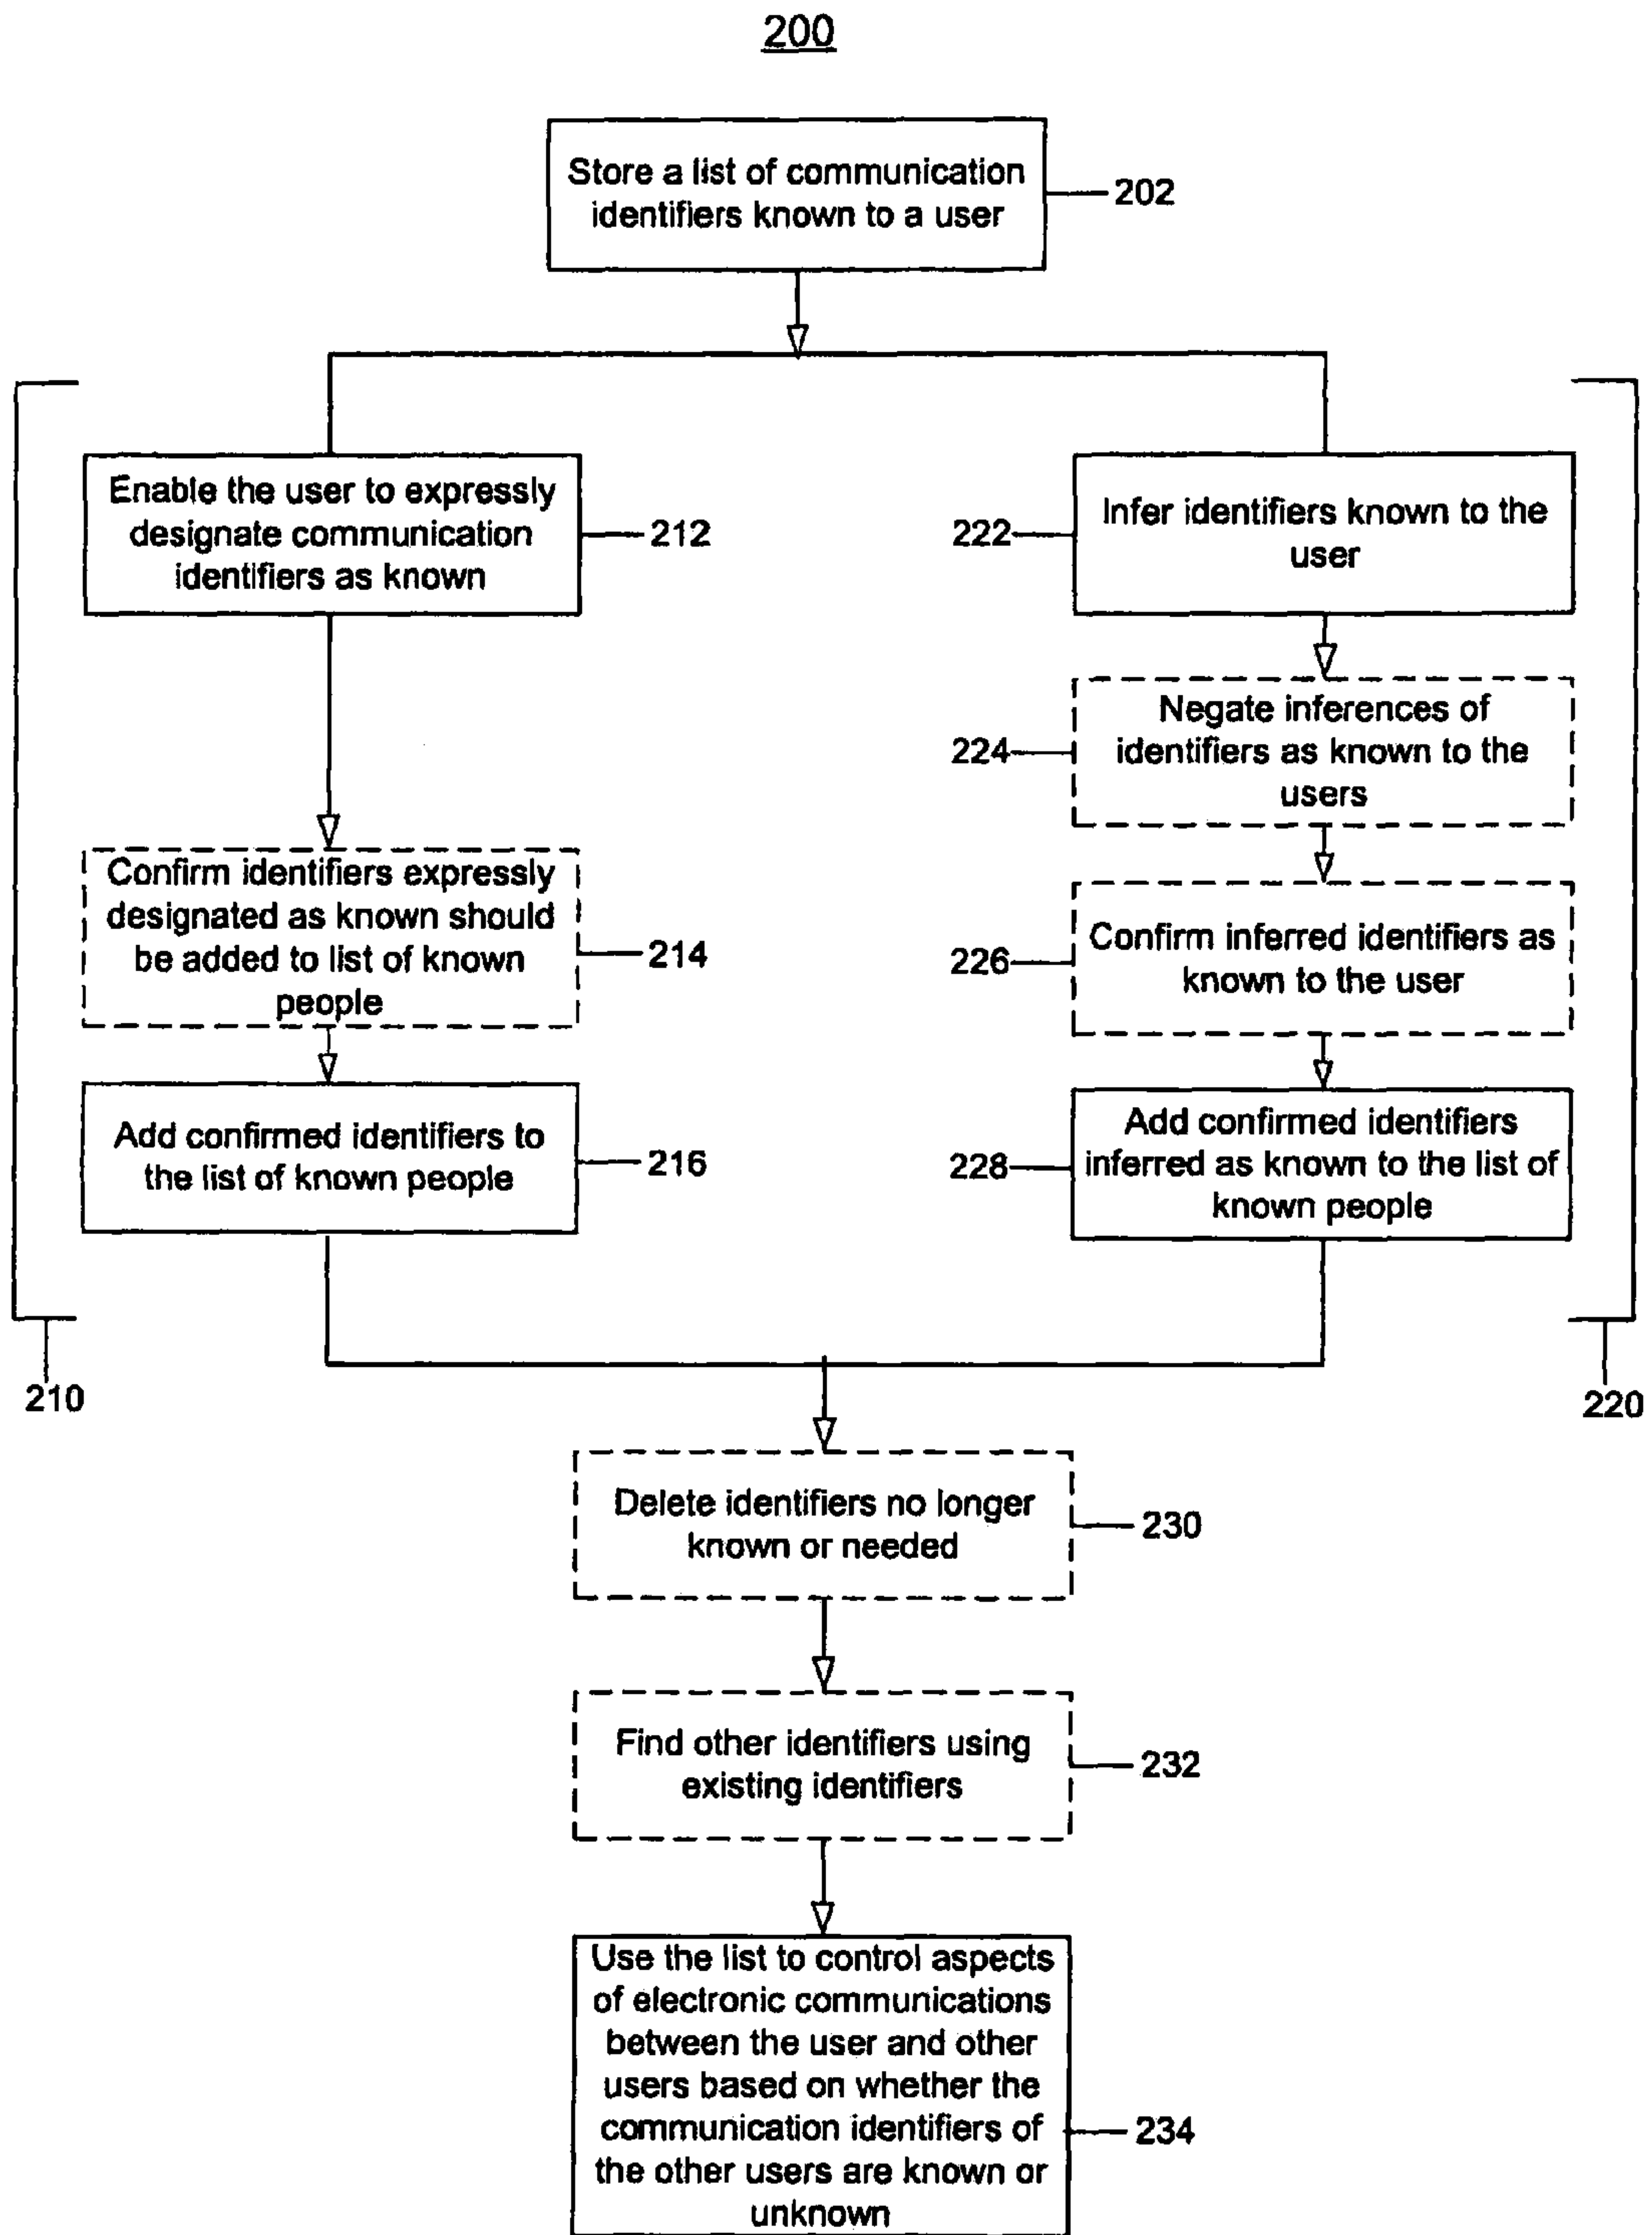 200
Store a list of communication
identifiers known to a user
202
Enable the user to expressly
designate communication
identifiers as known
212
222
Infer identifiers known to the
user
224
Negate inferences of
identifiers as known to the
users
Confirm identifiers expressly
designated as known should
be added to list of known
people
214
226
Confirm inferred identifiers as
known to the user
Add confirmed identifiers to
the list of known people
216
228
Add confirmed identifiers
inferred as known to the list of
known people
210
220
Delete identifiers no longer
known or needed
230
Find other identifiers using
existing identifiers
232
Use the list to control aspects
of electronic communications
between the user and other
users based on whether the
communication identifiers of
the other users are known or
unknown
234